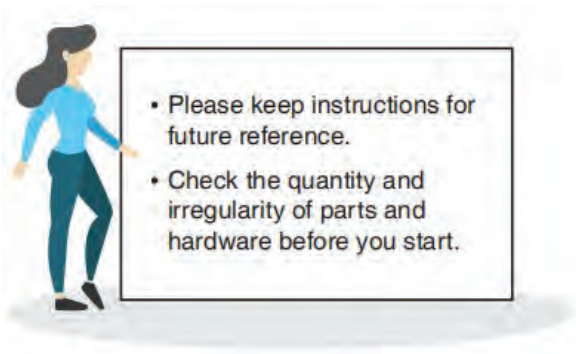 • Please keep instructions for
future reference.
• Check the quantity and
irregularity of parts and
hardware before you start.